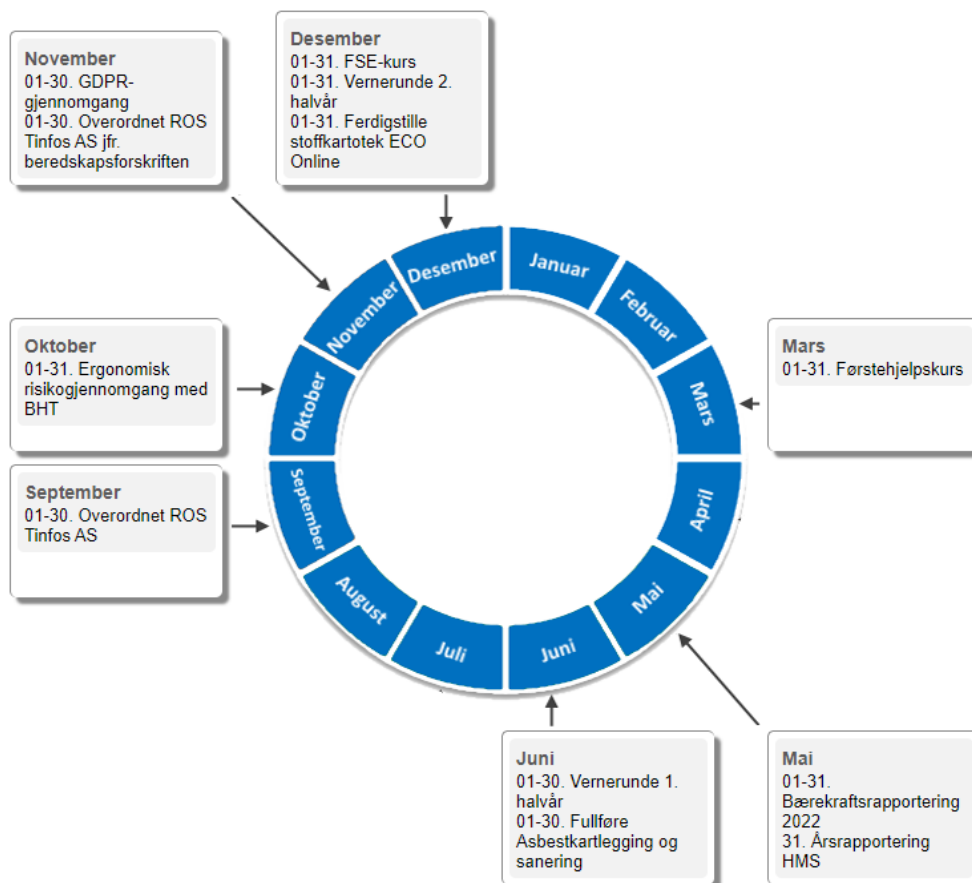 November
01-30. GDPR-
gjennomgang
01-30. Overordnet ROS
Tinfos AS jfr.
beredskapsforskriften
Desember
01-31. FSE-kurs
01-31. Vernerunde 2.
halvår
01-31. Ferdigstille
stoffkartotek ECO
Online
Oktober
01-31. Ergonomisk
risikogjennomgang med
BHT
September
01-30. Overordnet ROS
Tinfos AS
Januar
Februar
Mars
April
Mai
Juni
Juli
August
September
Oktober
November
Desember
Mars
01-31. Førstehjelpskurs
Juni
01-30. Vernerunde 1.
halvår
01-30. Fullføre
Asbestkartlegging og
sanering
Mai
01-31.
Bærekraftsrapportering
2022
31. Årsrapportering
HMS